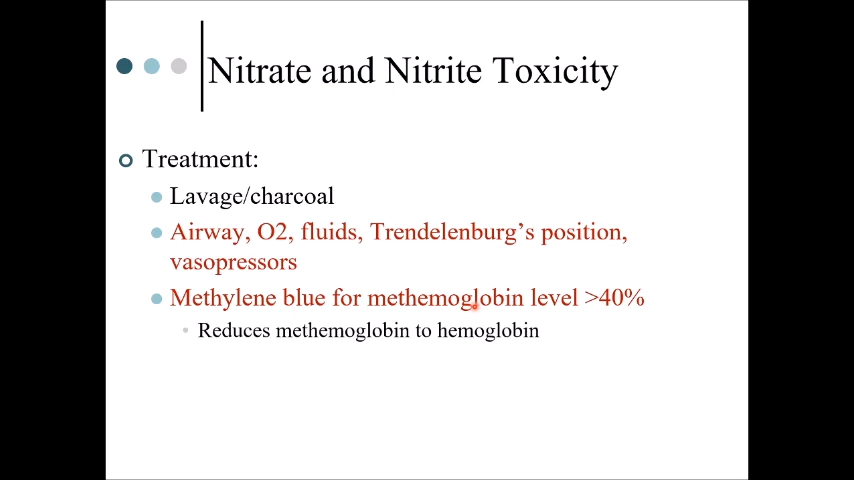 Nitrate and Nitrite Toxicity
Treatment:
Lavage/charcoal
Airway, O2, fluids, Trendelenburg’s position,
vasopressors
Methylene blue for methemoglobin level >40%
Reduces methemoglobin to hemoglobin